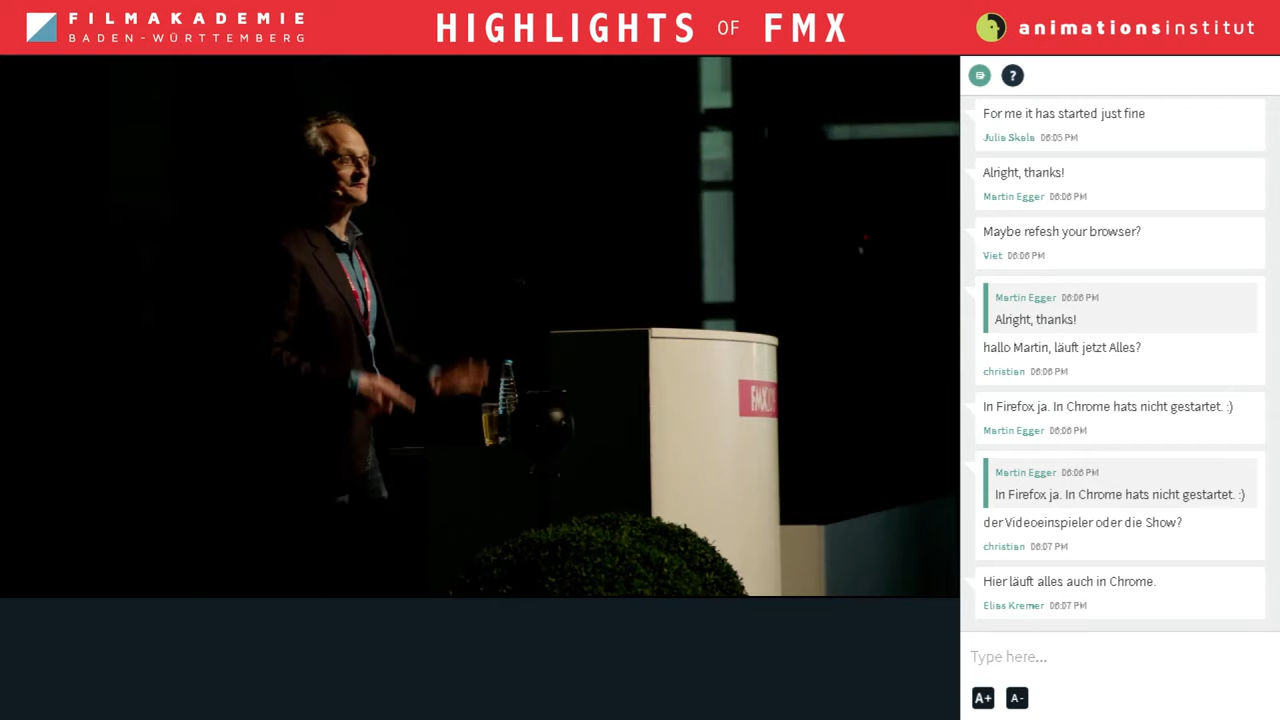 FILMAKADEMIE
BADEN-WÜRTTEMBERG
HIGHLIGHTS OF FMX
animationsinstitut
?
For me it has started just fine
Julia Skala 06:05 PM
Alright, thanks!
Martin Egger 06:06 PM
Maybe refesh your browser?
Viet 06:06 PM
Martin Egger 06:06 PM
Alright, thanks!
hallo Martin, läuft jetzt Alles?
christian 06:06 PM
In Firefox ja. In Chrome hats nicht gestartet. :)
Martin Egger 06:06 PM
Martin Egger 06:06 PM
In Firefox ja. In Chrome hats nicht gestartet. :)
der Videoeinspieler oder die Show?
christian 06:07 PM
Hier läuft alles auch in Chrome.
Elias Kremer 06:07 PM
Type here...
A+ A-
FMX